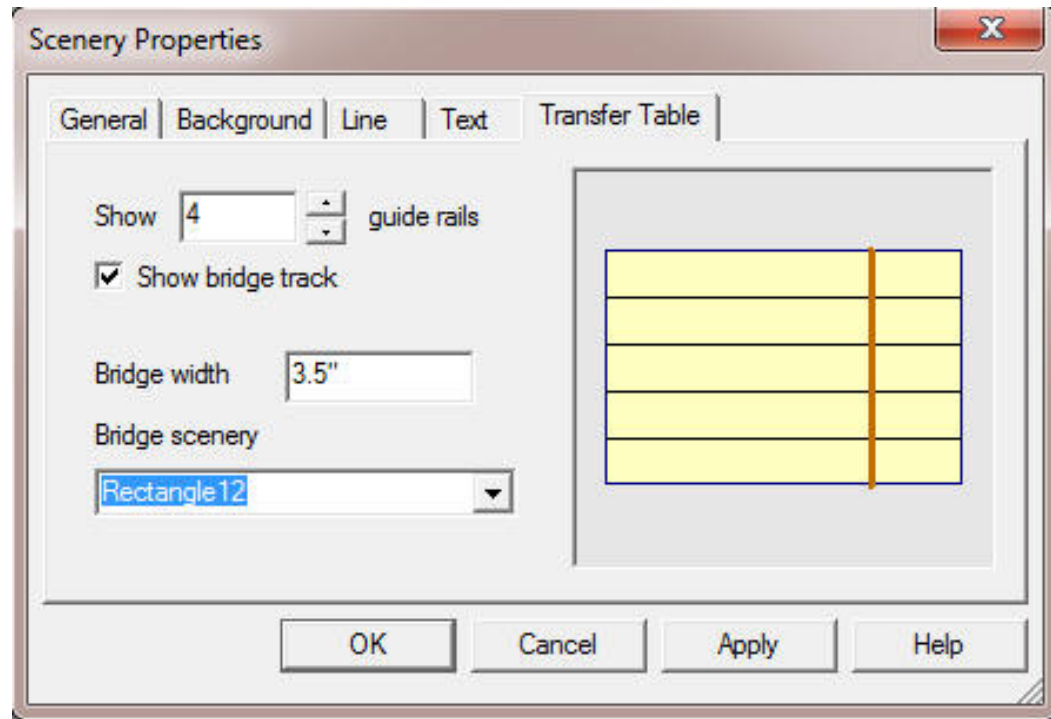 Scenery Properties
General Background Line Text Transfer Table
Show 4 guide rails
Show bridge track
Bridge width 3.5"
Bridge scenery
Rectangle12
OK Cancel Apply Help